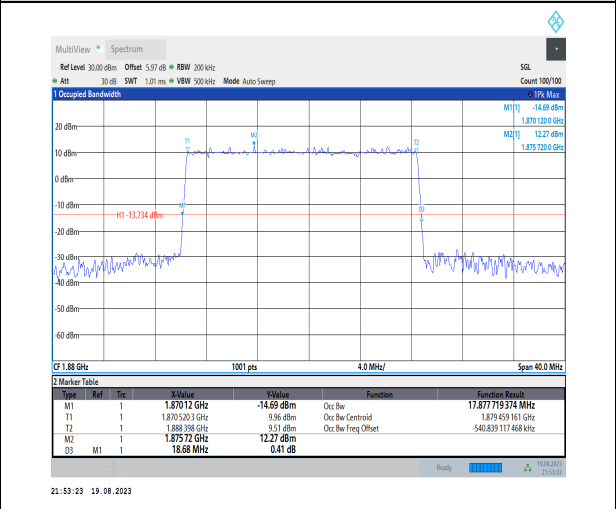 MultiView Spectrum
Ref Level 30.00 dBm Offset 5.97 dB RBW 200 kHz SGL
Att 30 dB SWT 1.01 ms VBW 500 kHz Mode Auto Sweep Count 100/100
1 Occupied Bandwidth 1Pk Max
M1[1] -14.69 dBm
1.870 120 0 GHz
M2[1] 12.27 dBm
1.875 720 0 GHz
20 dBm
M2
T1
T2
10 dBm
0 dBm
-10 dBm
M1
D3
H1 -13.734 dBm
-20 dBm
-30 dBm
-40 dBm
-50 dBm
-60 dBm
CF 1.88 GHz 1001 pts 4.0 MHz/ Span 40.0 MHz
2 Marker Table
Type Ref Trc X-Value Y-Value Function Function Result
M1 1 1.87012 GHz -14.69 dBm Occ Bw 17.877 719 374 MHz
T1 1 1.870 520 3 GHz 9.96 dBm Occ Bw Centroid 1.879 459 161 GHz
T2 1 1.888 398 GHz 9.51 dBm Occ Bw Freq Offset -540.839 117 468 kHz
M2 1 1.87572 GHz 12.27 dBm
D3 M1 1 18.68 MHz 0.41 dB
Ready 19.08.2023
21:53:22
21:53:23 19.08.2023